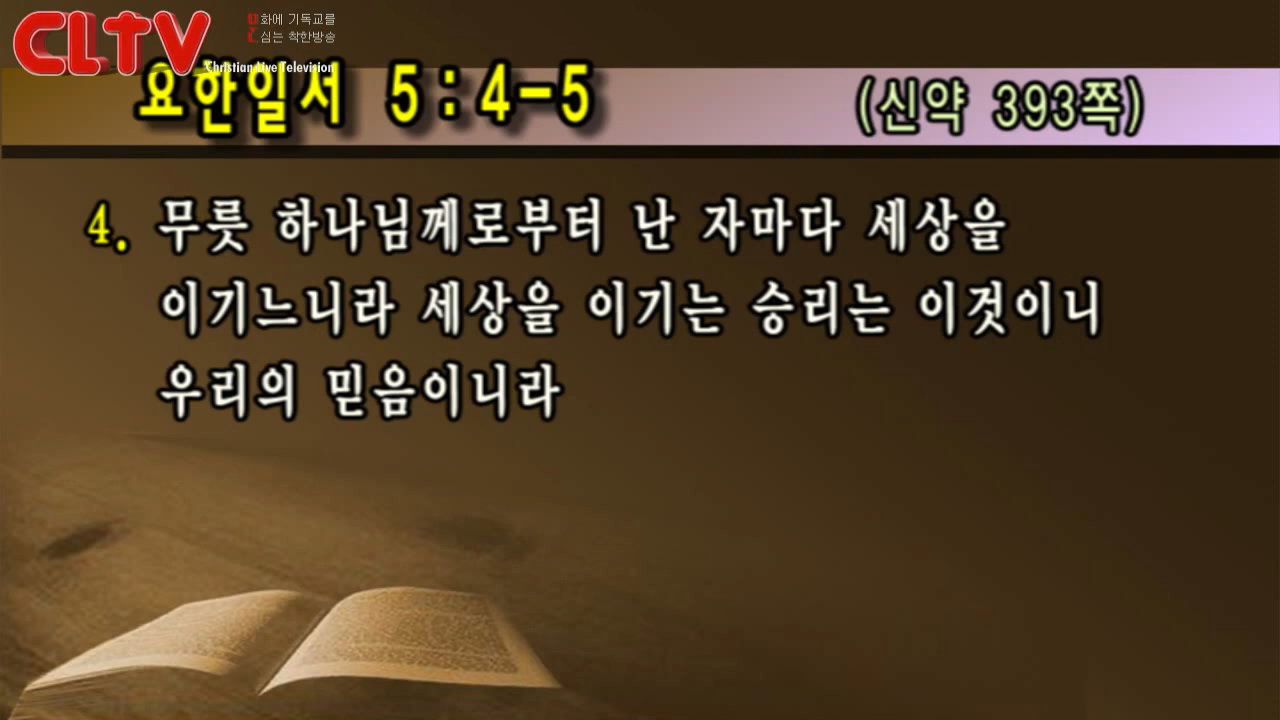 CLTV
문화에 기독교를
심는 착한방송
Christian Live Television
요한일서 5:4-5 (신약 393쪽)
4. 무릇 하나님께로부터 난 자마다 세상을
이기느니라 세상을 이기는 승리는 이것이니
우리의 믿음이니라